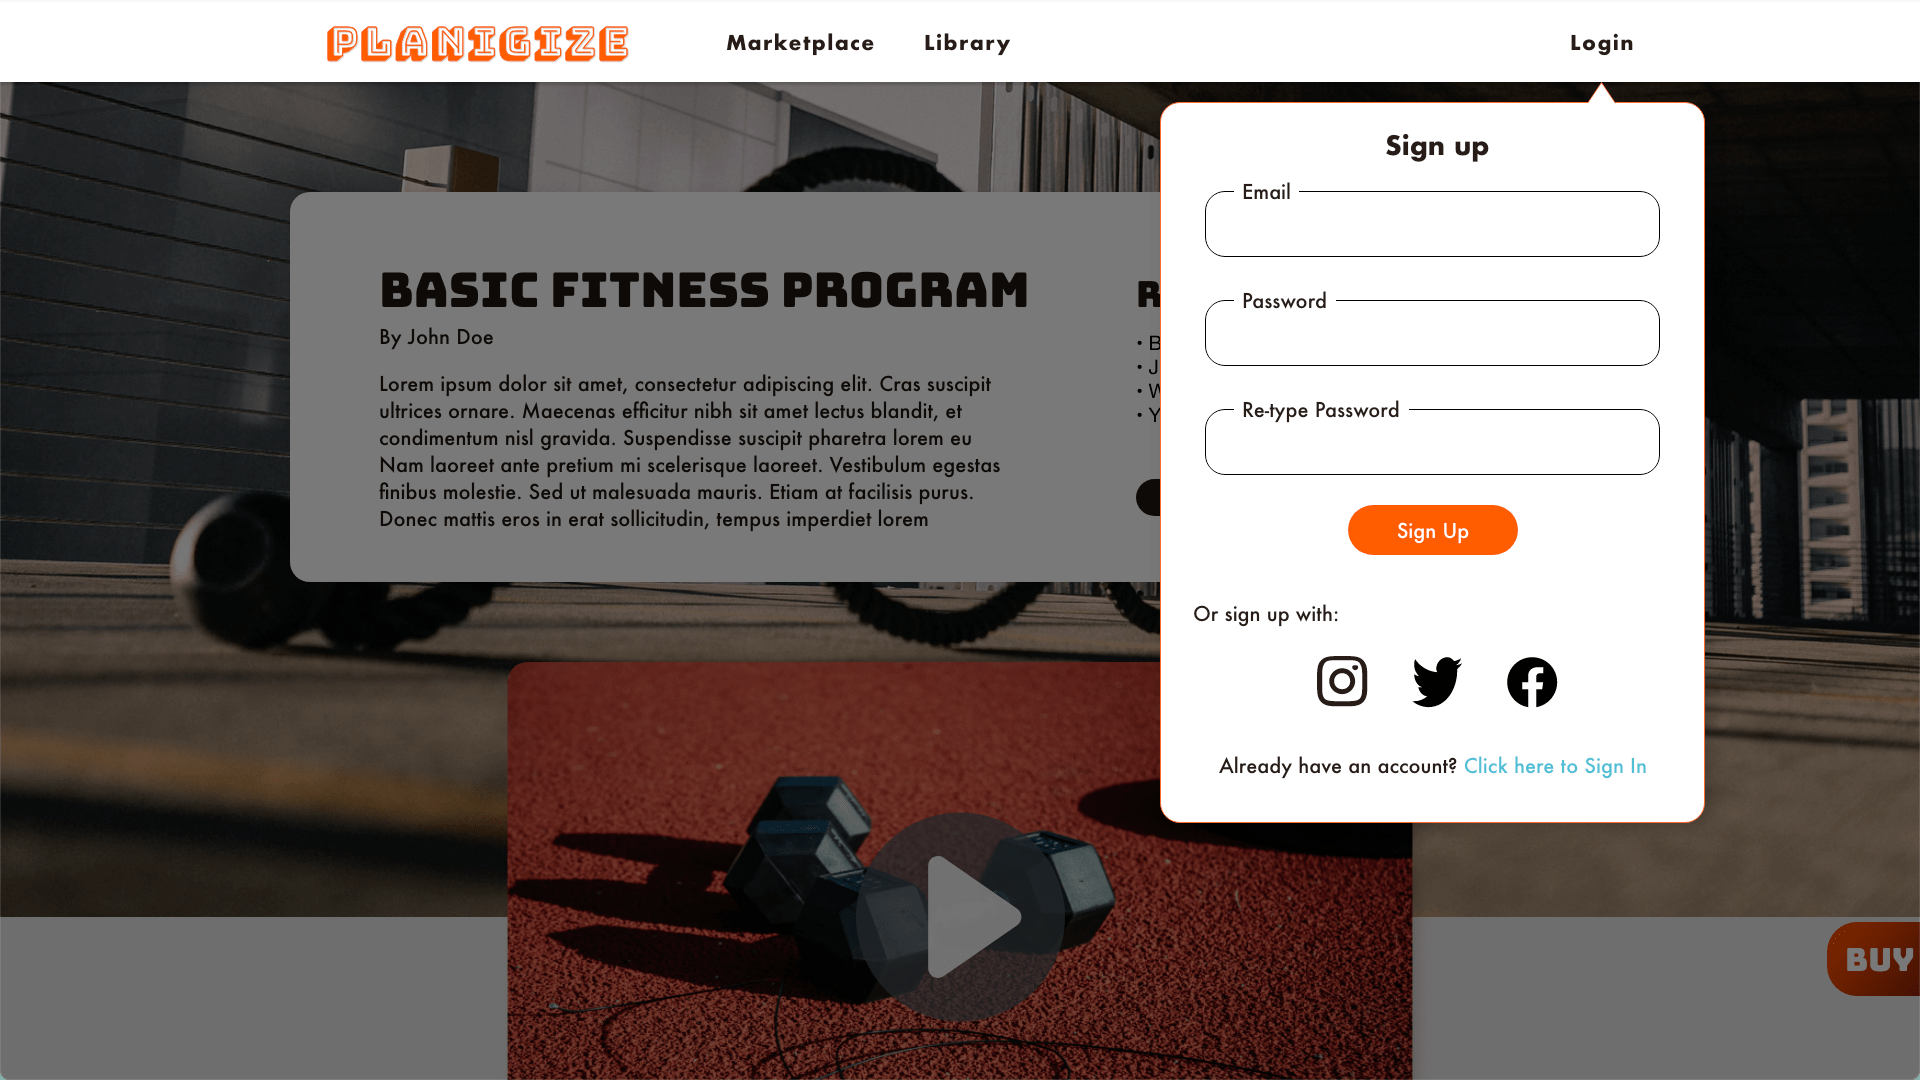 PLANIGIZE
Marketplace
Library
Login
Sign up
Email
Password
Re-type Password
Sign Up
Or sign up with:
Already have an account? Click here to Sign In
BASIC FITNESS PROGRAM
By John Doe
Lorem ipsum dolor sit amet, consectetur adipiscing elit. Cras suscipit
ultrices ornare. Maecenas efficitur nibh sit amet lectus blandit, et
condimentum nisl gravida. Suspendisse suscipit pharetra lorem eu
Nam laoreet ante pretium mi scelerisque laoreet. Vestibulum egestas
finibus molestie. Sed ut malesuada mauris. Etiam at facilisis purus.
Donec mattis eros in erat sollicitudin, tempus imperdiet lorem
BUY